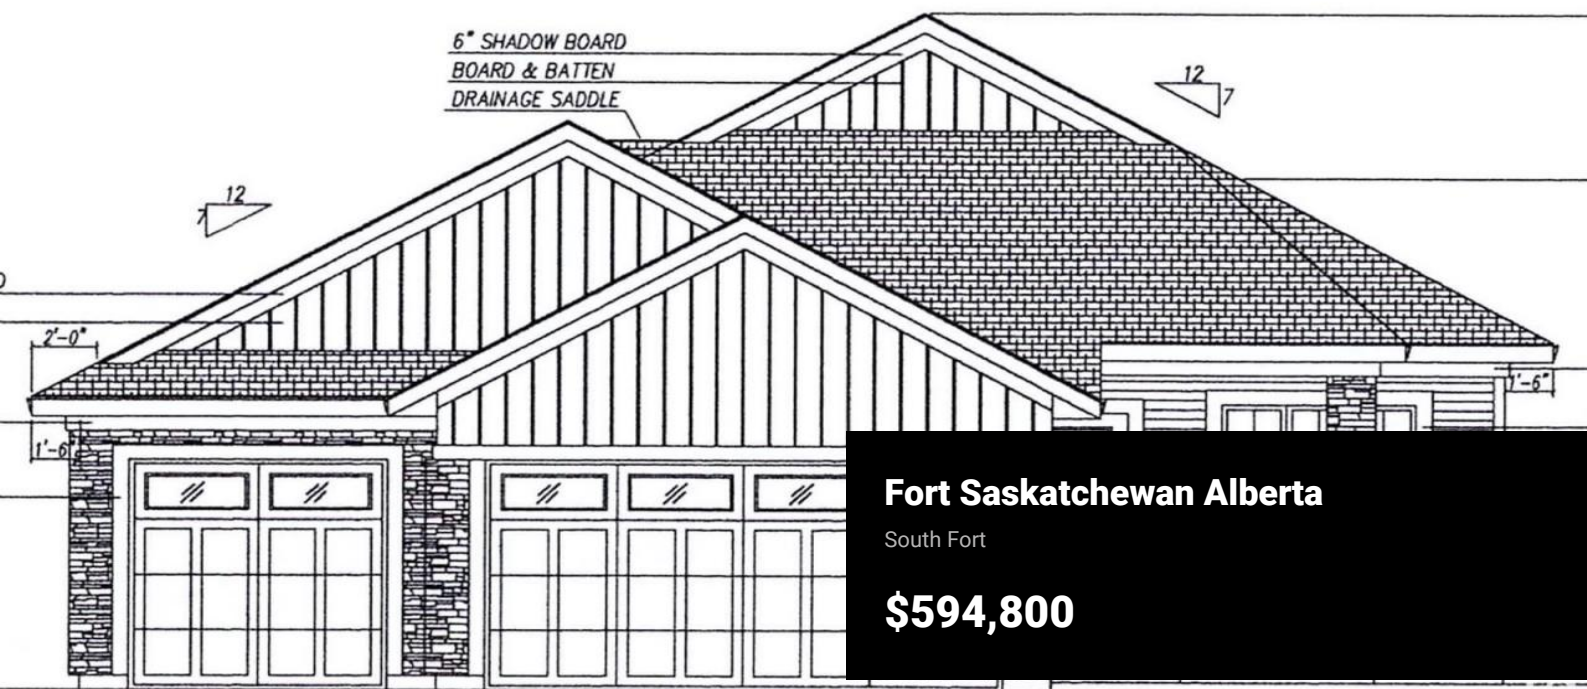 6" SHADOW BOARD
BOARD & BATTEN
DRAINAGE SADDLE
12
7
12
7
2'-0"
1'-6"
1'-6
Fort Saskatchewan Alberta
South Fort
$594,800